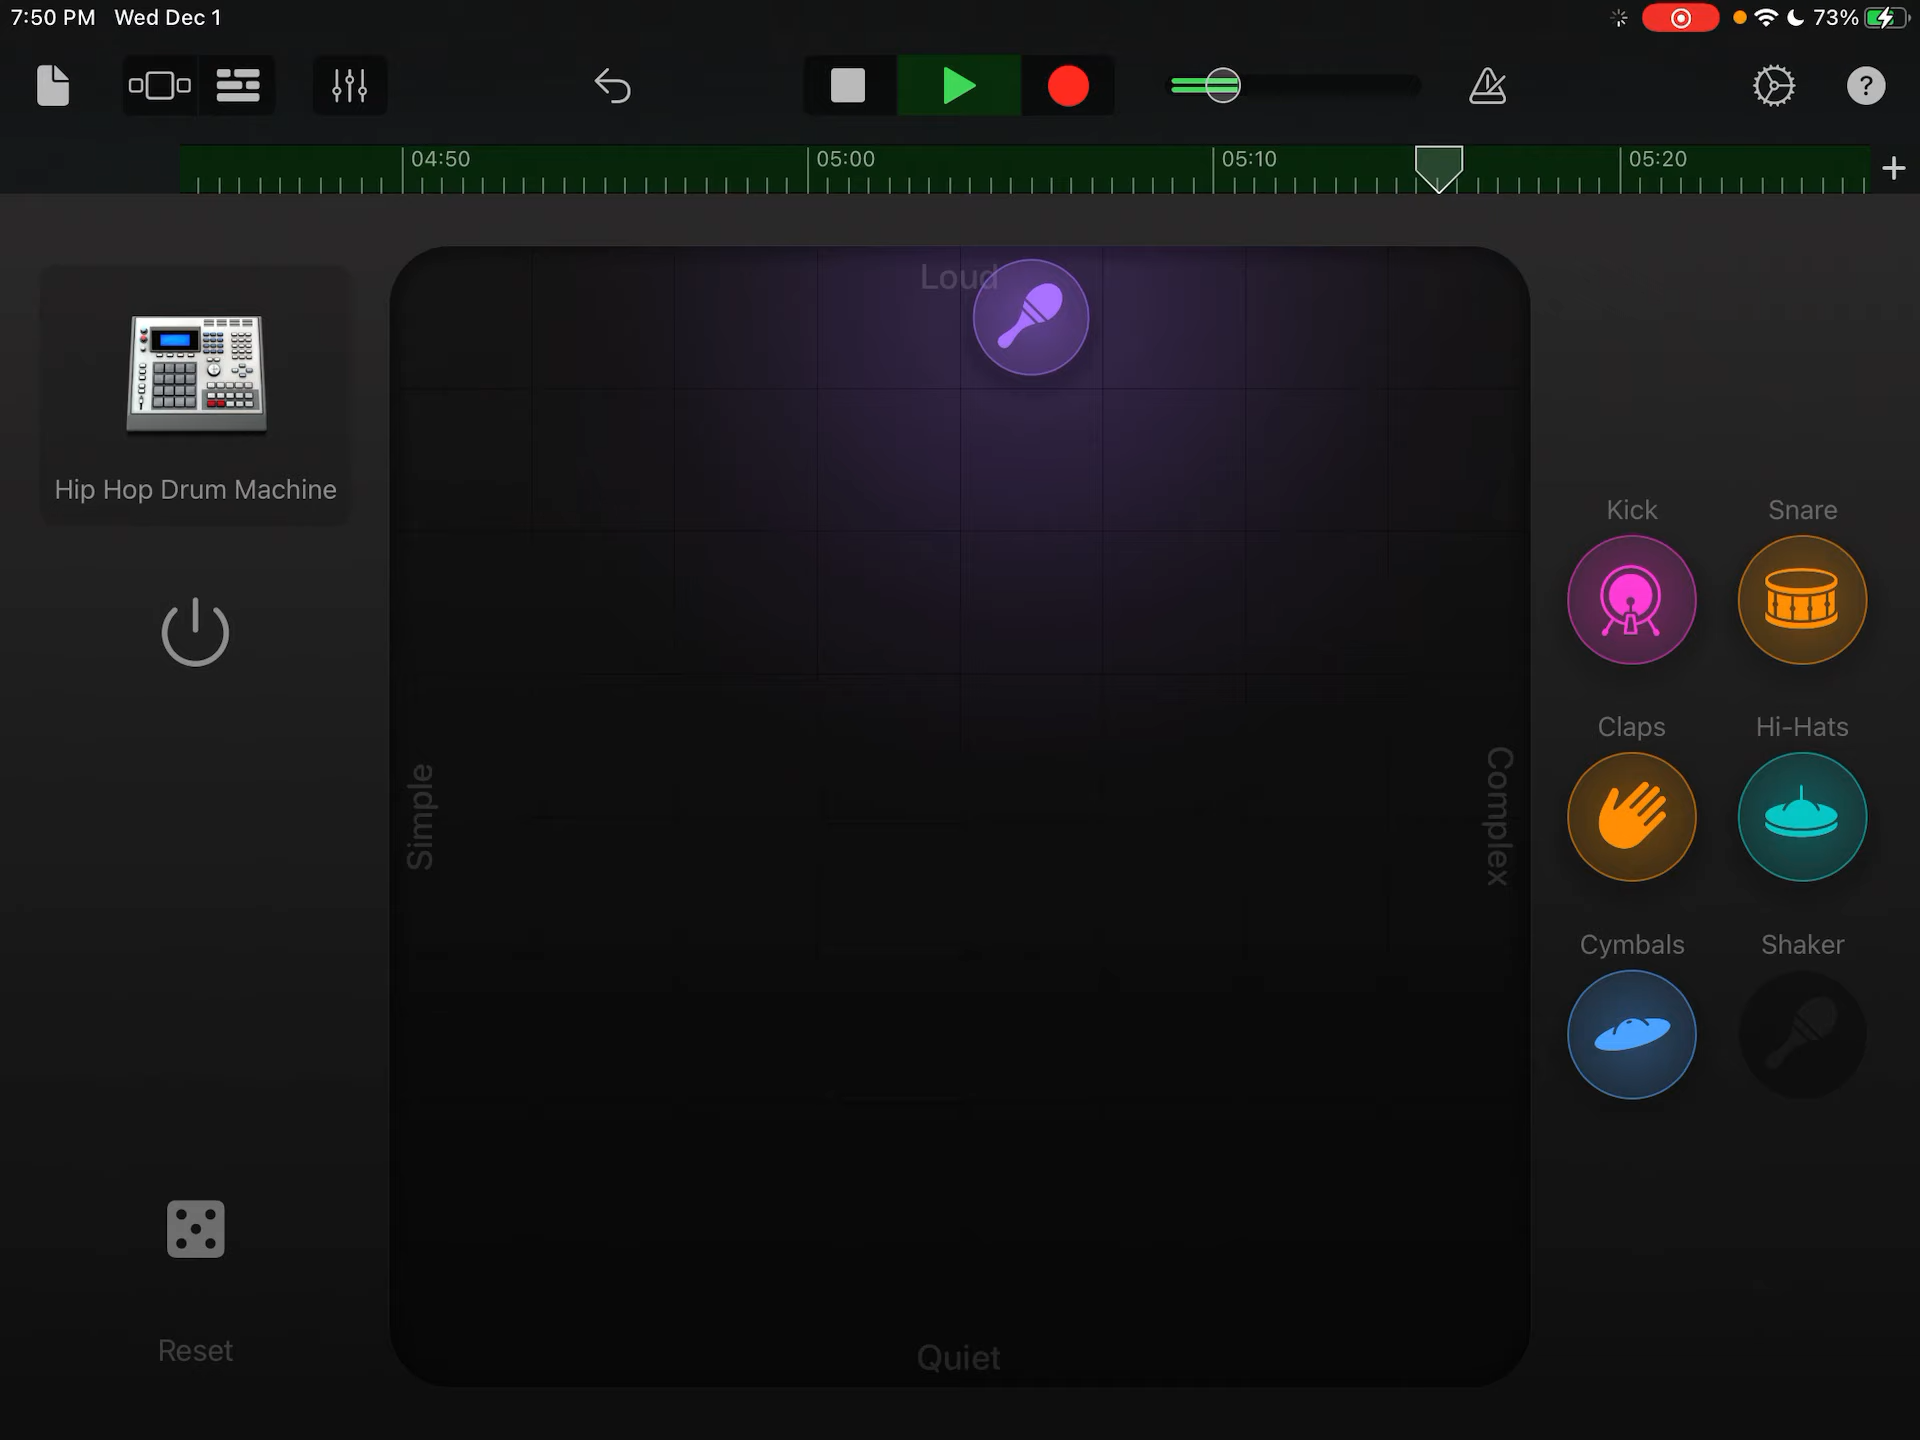 7:50 PM Wed Dec 1
73%
?
04:50 05:00 05:10 05:20
Loud
Hip Hop Drum Machine
Kick Snare
Claps Hi-Hats
Simple
Complex
Cymbals Shaker
Reset
Quiet